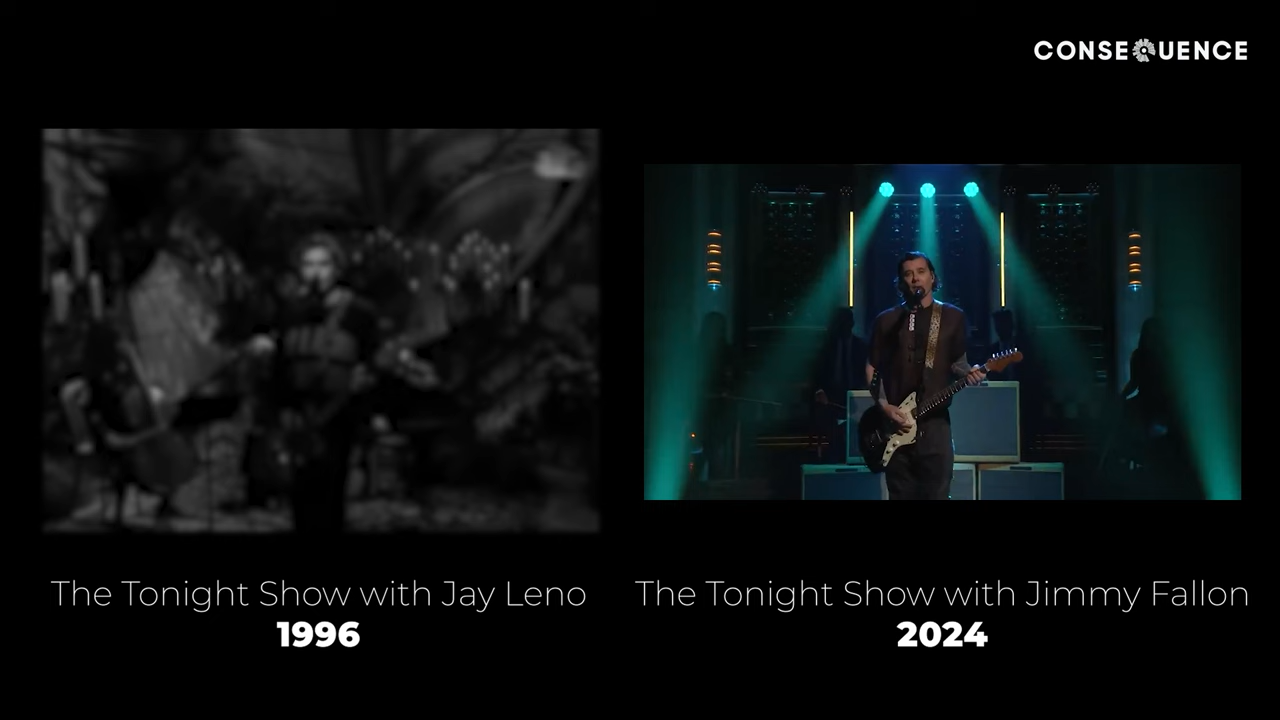 CONSEQUENCE
The Tonight Show with Jay Leno
1996
The Tonight Show with Jimmy Fallon
2024